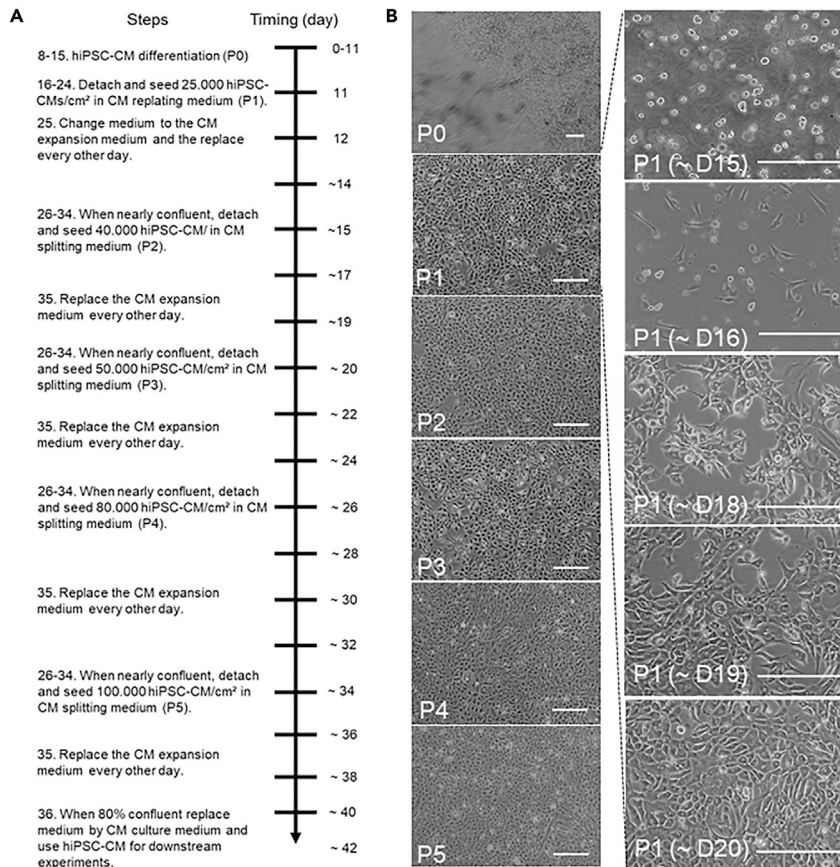 A
Steps
Timing (day)
8-15. hiPSC-CM differentiation (P0)
0-11
16-24. Detach and seed 25.000 hiPSC-
CMs/cm² in CM replating medium (P1).
11
25. Change medium to the CM
expansion medium and the replace
every other day.
12
~14
26-34. When nearly confluent, detach
and seed 40.000 hiPSC-CM/ in CM
splitting medium (P2).
~15
~17
35. Replace the CM expansion
medium every other day.
~19
26-34. When nearly confluent, detach
and seed 50.000 hiPSC-CM/cm² in CM
splitting medium (P3).
~ 20
~ 22
35. Replace the CM expansion
medium every other day.
~ 24
26-34. When nearly confluent, detach
and seed 80.000 hiPSC-CM/cm² in CM
splitting medium (P4).
~ 26
~ 28
35. Replace the CM expansion
medium every other day.
~ 30
~ 32
26-34. When nearly confluent, detach
and seed 100.000 hiPSC-CM/cm² in
CM splitting medium (P5).
~ 34
~ 36
35. Replace the CM expansion
medium every other day.
~ 38
36. When 80% confluent replace
medium by CM culture medium and
use hiPSC-CM for downstream
experiments.
~ 40
~ 42
B
P0
P1
P2
P3
P4
P5
P1 (~ D15)
P1 (~ D16)
P1 (~ D18)
P1 (~ D19)
P1 (~ D20)